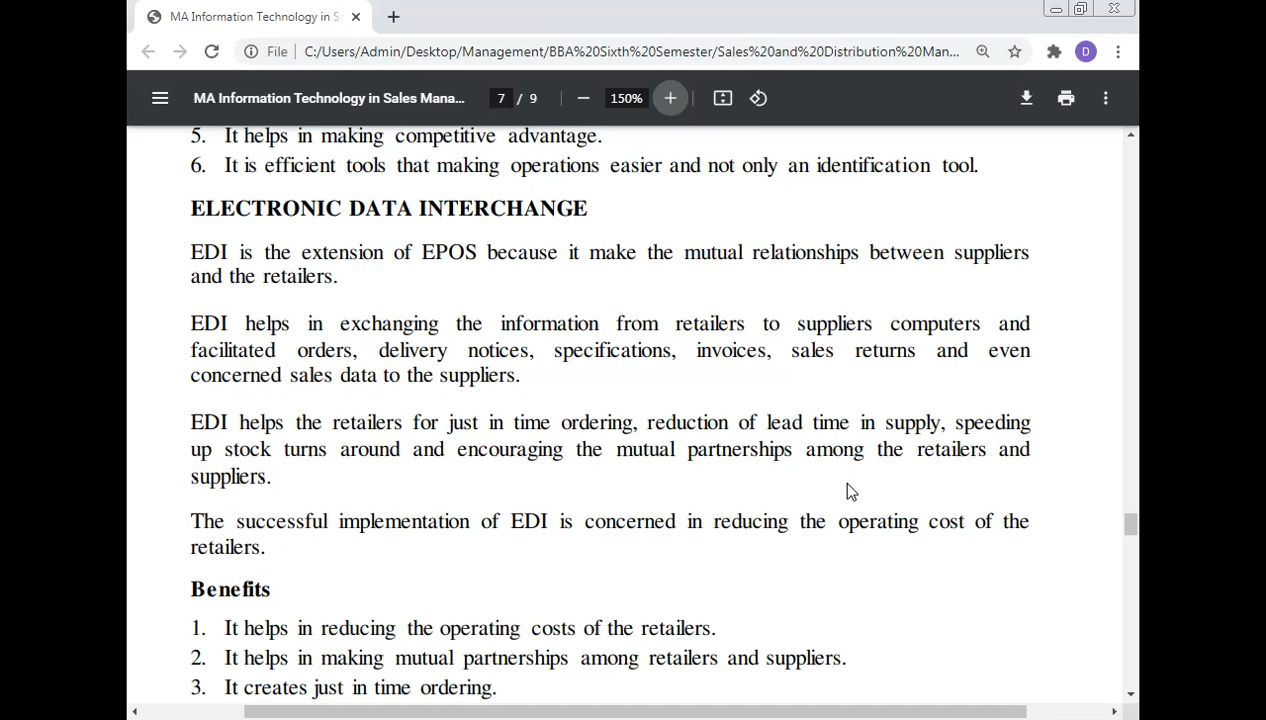 MA Information Technology in S
File C:/Users/Admin/Desktop/Management/BBA%20Sixth%20Semester/Sales%20and%20Distribution%20Man... D
MA Information Technology in Sales Mana... 7 / 9 150%
5. It helps in making competitive advantage.
6. It is efficient tools that making operations easier and not only an identification tool.
ELECTRONIC DATA INTERCHANGE
EDI is the extension of EPOS because it make the mutual relationships between suppliers
and the retailers.
EDI helps in exchanging the information from retailers to suppliers computers and
facilitated orders, delivery notices, specifications, invoices, sales returns and even
concerned sales data to the suppliers.
EDI helps the retailers for just in time ordering, reduction of lead time in supply, speeding
up stock turns around and encouraging the mutual partnerships among the retailers and
suppliers.
The successful implementation of EDI is concerned in reducing the operating cost of the
retailers.
Benefits
1. It helps in reducing the operating costs of the retailers.
2. It helps in making mutual partnerships among retailers and suppliers.
3. It creates just in time ordering.